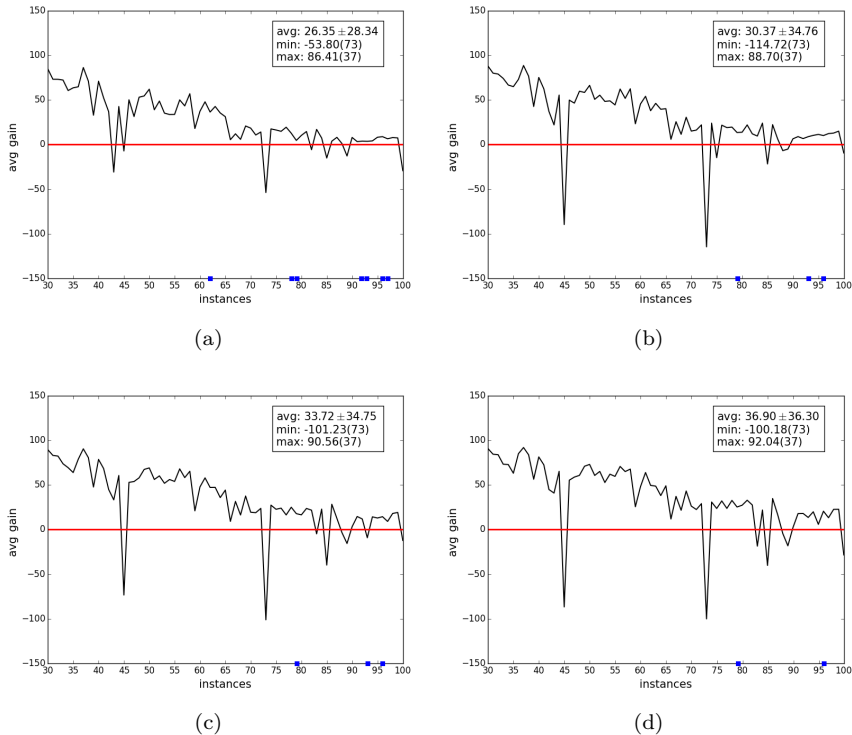 150
100
50
0
−50
−100
−150
avg gain
avg: 26.35±28.34
min: -53.80(73)
max: 86.41(37)
30 35 40 45 50 55 60 65 70 75 80 85 90 95 100
instances
(a)
150
100
50
0
−50
−100
−150
avg gain
avg: 30.37±34.76
min: -114.72(73)
max: 88.70(37)
30 35 40 45 50 55 60 65 70 75 80 85 90 95 100
instances
(b)
150
100
50
0
−50
−100
−150
avg gain
avg: 33.72±34.75
min: -101.23(73)
max: 90.56(37)
30 35 40 45 50 55 60 65 70 75 80 85 90 95 100
instances
(c)
150
100
50
0
−50
−100
−150
avg gain
avg: 36.90±36.30
min: -100.18(73)
max: 92.04(37)
30 35 40 45 50 55 60 65 70 75 80 85 90 95 100
instances
(d)